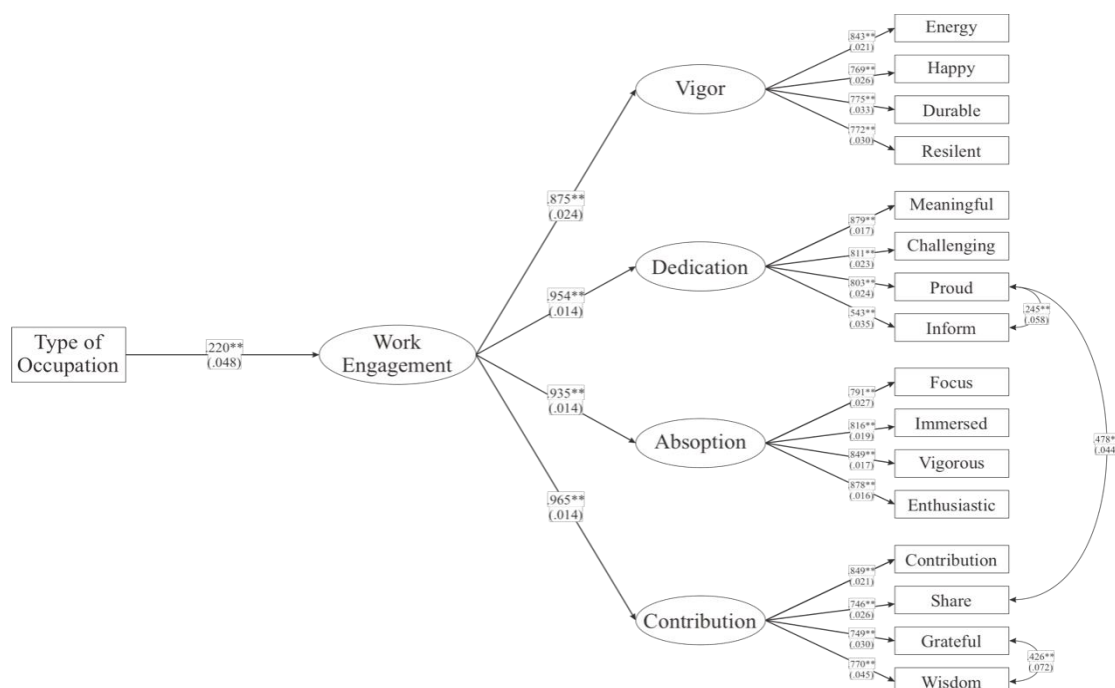 Type of
Occupation
.220**
(.048)
Work
Engagement
.875**
(.024)
.954**
(.014)
.935**
(.014)
.965**
(.014)
Vigor
.843**
(.021)
.769**
(.026)
.775**
(.033)
.772**
(.030)
Energy
Happy
Durable
Resilent
Dedication
.879**
(.017)
.811**
(.023)
.803**
(.024)
.543**
(.035)
Meaningful
Challenging
Proud
Inform
.245**
(.058)
Absoption
.791**
(.027)
.816**
(.019)
.849**
(.017)
.878**
(.016)
Focus
Immersed
Vigorous
Enthusiastic
.478*
(.044
Contribution
.849**
(.021)
.746**
(.026)
.749**
(.030)
.770**
(.045)
Contribution
Share
Grateful
Wisdom
.426**
(.072)